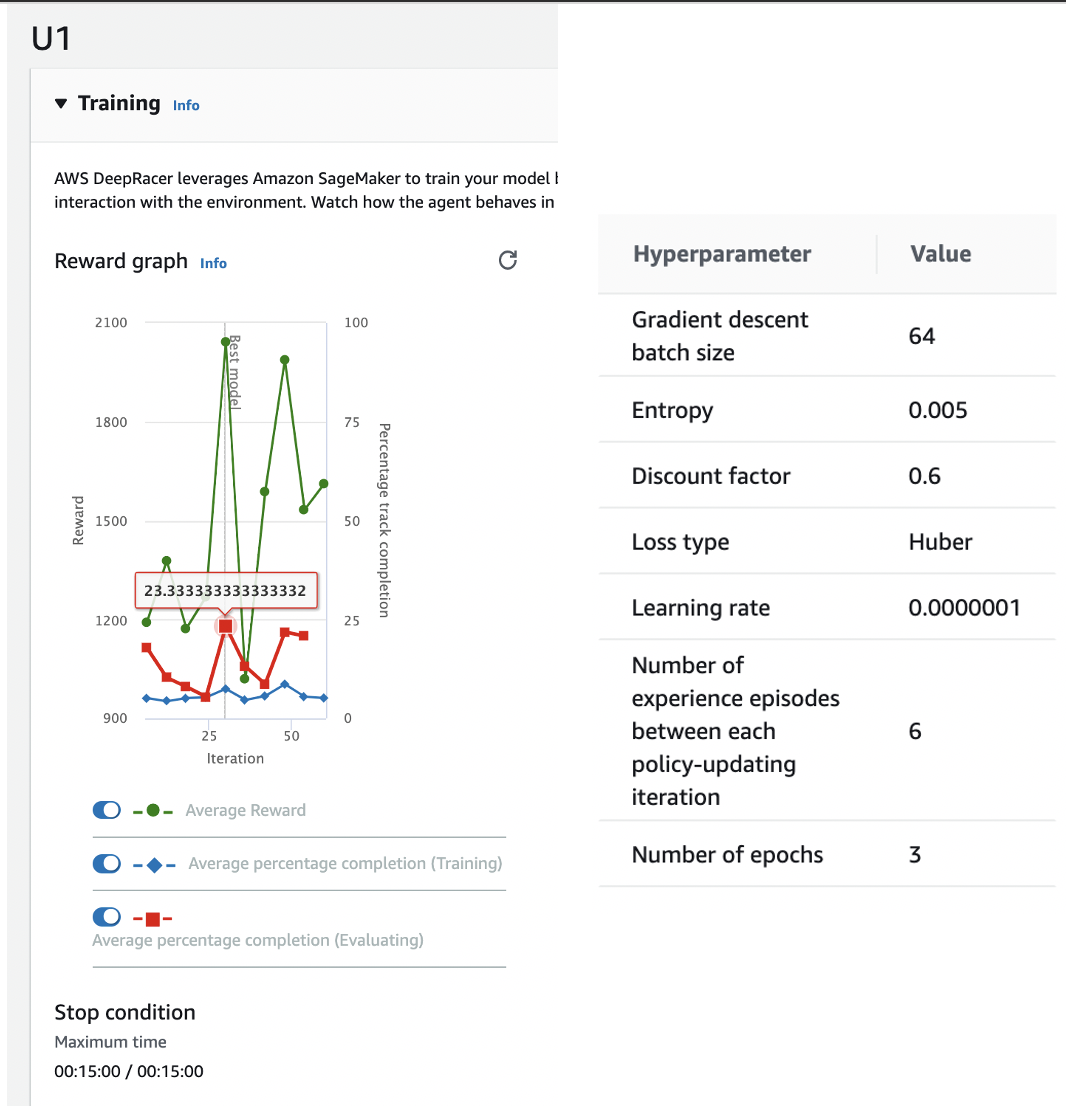 U1
Training Info
AWS DeepRacer leverages Amazon SageMaker to train your model
interaction with the environment. Watch how the agent behaves in
Reward graph Info
2100
1800
1500
1200
900
100
75
50
25
0
Reward
Percentage track completion
Best model
23.333333333333332
25
50
Iteration
Average Reward
Average percentage completion (Training)
Average percentage completion (Evaluating)
Stop condition
Maximum time
00:15:00 / 00:15:00
Hyperparameter Value
Gradient descent
batch size
64
Entropy 0.005
Discount factor 0.6
Loss type Huber
Learning rate 0.0000001
Number of
experience episodes
between each
policy-updating
iteration
6
Number of epochs 3